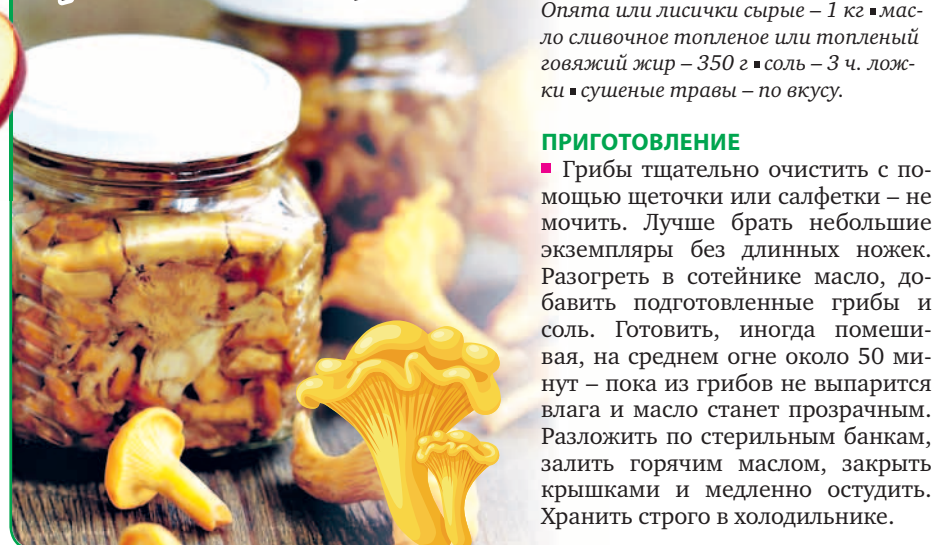 Опята или лисички сырые – 1 кг ▪ мас-
ло сливочное топленое или топленый
говяжий жир – 350 г ▪ соль – 3 ч. лож-
ки ▪ сушеные травы – по вкусу.
ПРИГОТОВЛЕНИЕ
▪ Грибы тщательно очистить с по-
мощью щеточки или салфетки – не
мочить. Лучше брать небольшие
экземпляры без длинных ножек.
Разогреть в сотейнике масло, до-
бавить подготовленные грибы и
соль. Готовить, иногда помеши-
вая, на среднем огне около 50 ми-
нут – пока из грибов не выпарится
влага и масло станет прозрачным.
Разложить по стерильным банкам,
залить горячим маслом, закрыть
крышками и медленно остудить.
Хранить строго в холодильнике.